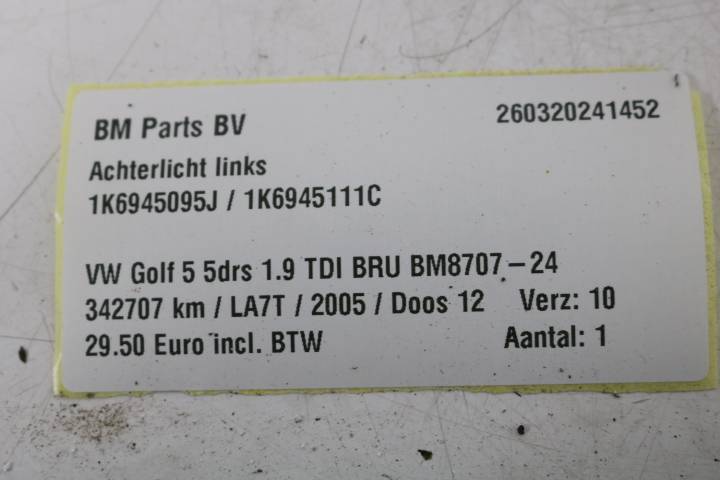 BM Parts BV 260320241452
Achterlicht links
1K6945095J / 1K6945111C
VW Golf 5 5drs 1.9 TDI BRU BM8707-24
342707 km / LA7T / 2005 / Doos 12 Verz: 10
29.50 Euro incl. BTW Aantal: 1